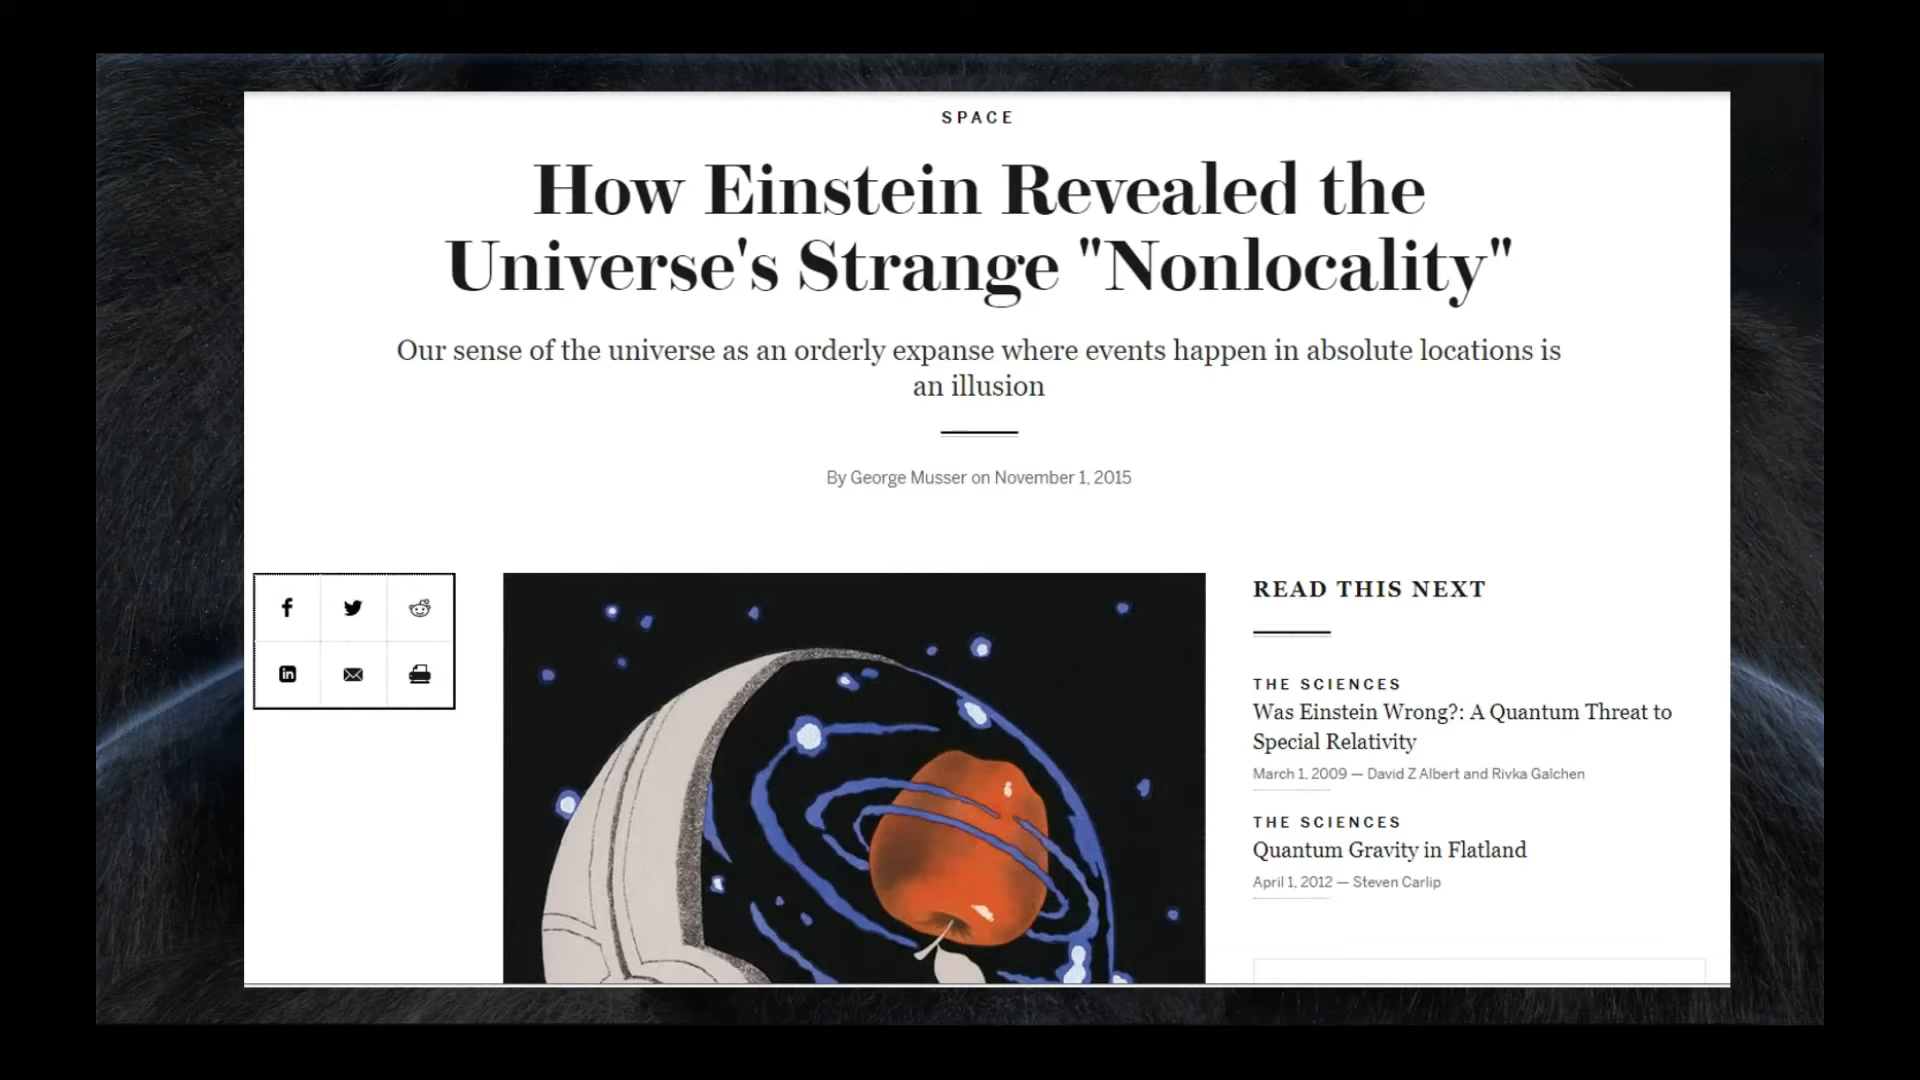 SPACE
How Einstein Revealed the
Universe's Strange "Nonlocality"
Our sense of the universe as an orderly expanse where events happen in absolute locations is
an illusion
By George Musser on November 1, 2015
READ THIS NEXT
THE SCIENCES
Was Einstein Wrong?: A Quantum Threat to
Special Relativity
March 1, 2009 — David Z Albert and Rivka Galchen
THE SCIENCES
Quantum Gravity in Flatland
April 1, 2012 — Steven Carlip